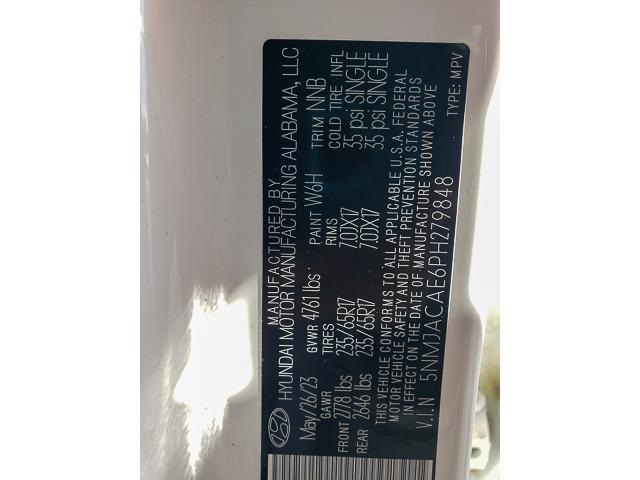 MANUFACTURED BY
HYUNDAI MOTOR MANUFACTURING ALABAMA, LLC
May/26/23 GVWR 4761 lbs PAINT W6H TRIM NNB
GAWR TIRES RIMS COLD TIRE INFL
FRONT 2778 lbs 235/65R17 7.0JX17 35 psi SINGLE
REAR 2646 lbs 235/65R17 7.0JX17 35 psi SINGLE
THIS VEHICLE CONFORMS TO ALL APPLICABLE U.S.A. FEDERAL
MOTOR VEHICLE SAFETY AND THEFT PREVENTION STANDARDS
IN EFFECT ON THE DATE OF MANUFACTURE SHOWN ABOVE
V.I.N 5NMJACAE6PH279848 TYPE: MPV